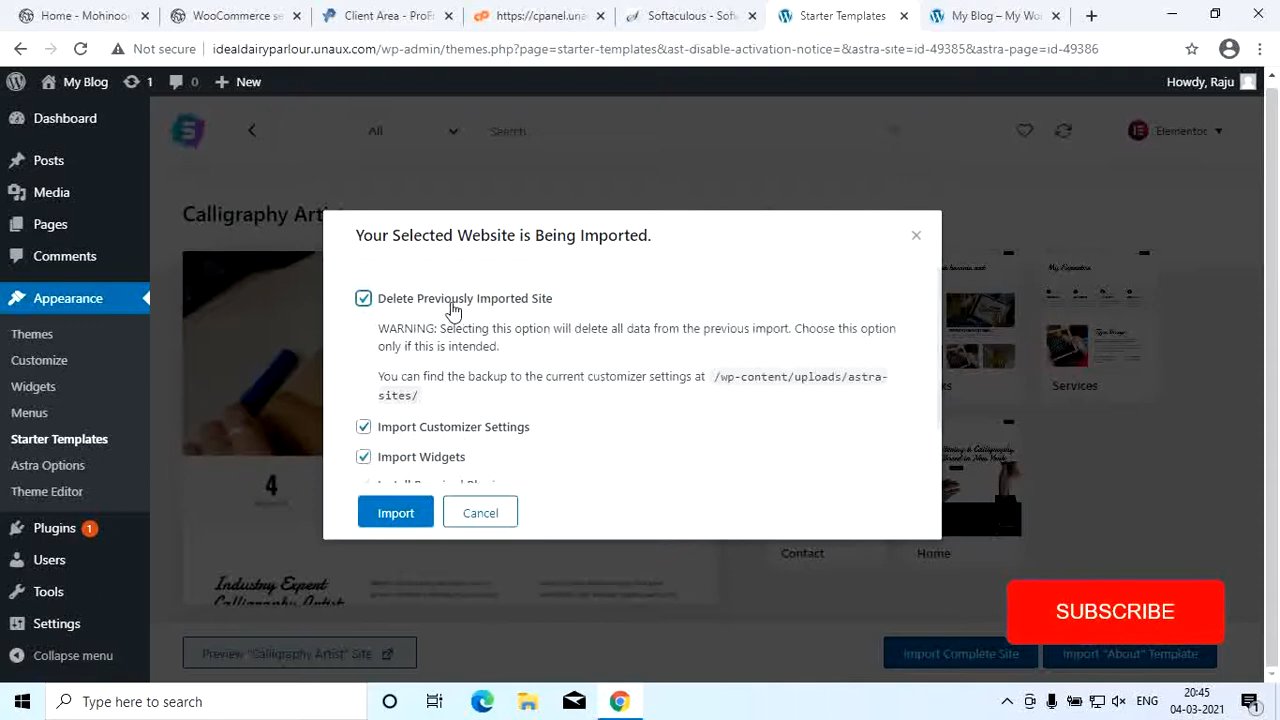 Home - Mohinoo
WooCommerce se
Client Area - ProF
https://cpanel.una
Softaculous - Soft
Starter Templates
My Blog – My Wo
Not secure
idealdairyparlour.unaux.com/wp-admin/themes.php?page=starter-templates&ast-disable-activation-notice=&astra-site=id-49385&astra-page=id-49386
My Blog
1
0
New
Howdy, Raju
Dashboard
Posts
Media
Pages
Comments
Appearance
Themes
Customize
Widgets
Menus
Starter Templates
Astra Options
Theme Editor
Plugins 1
Users
Tools
Settings
Collapse menu
All
Search
Elementor
Calligraphy Artist
Your Selected Website is Being Imported.
Delete Previously Imported Site
WARNING: Selecting this option will delete all data from the previous import. Choose this option
only if this is intended.
You can find the backup to the current customizer settings at /wp-content/uploads/astra-
sites/
Import Customizer Settings
Import Widgets
Import
Cancel
4
Industry Expert
Calligraphy Artist
Services
Contact
Home
SUBSCRIBE
Preview "Calligraphy Artist" Site
Import Complete Site
Import "About" Template
Type here to search
ENG
20:45
04-03-2021
1